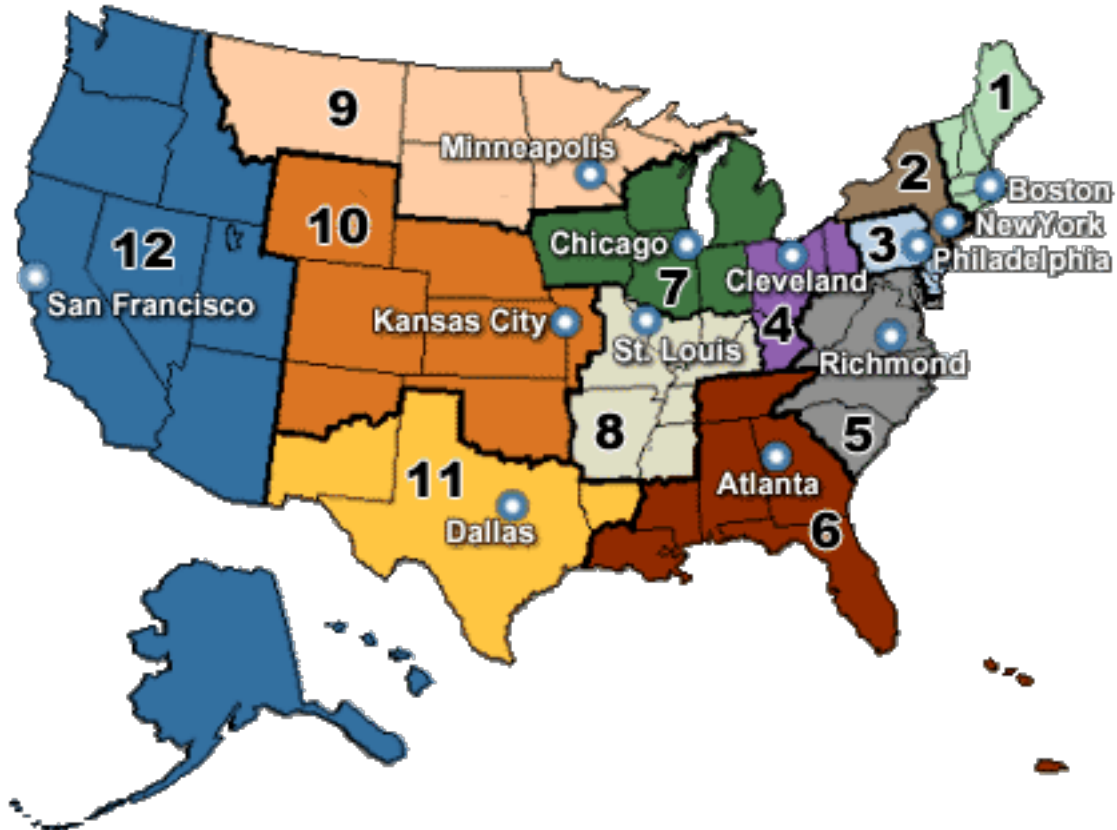 1
9
Minneapolis
2
Boston
10
NewYork
12
Chicago
3
Philadelphia
San Francisco
7
Cleveland
Kansas City
4
St. Louis
Richmond
8
5
11
Atlanta
Dallas
6